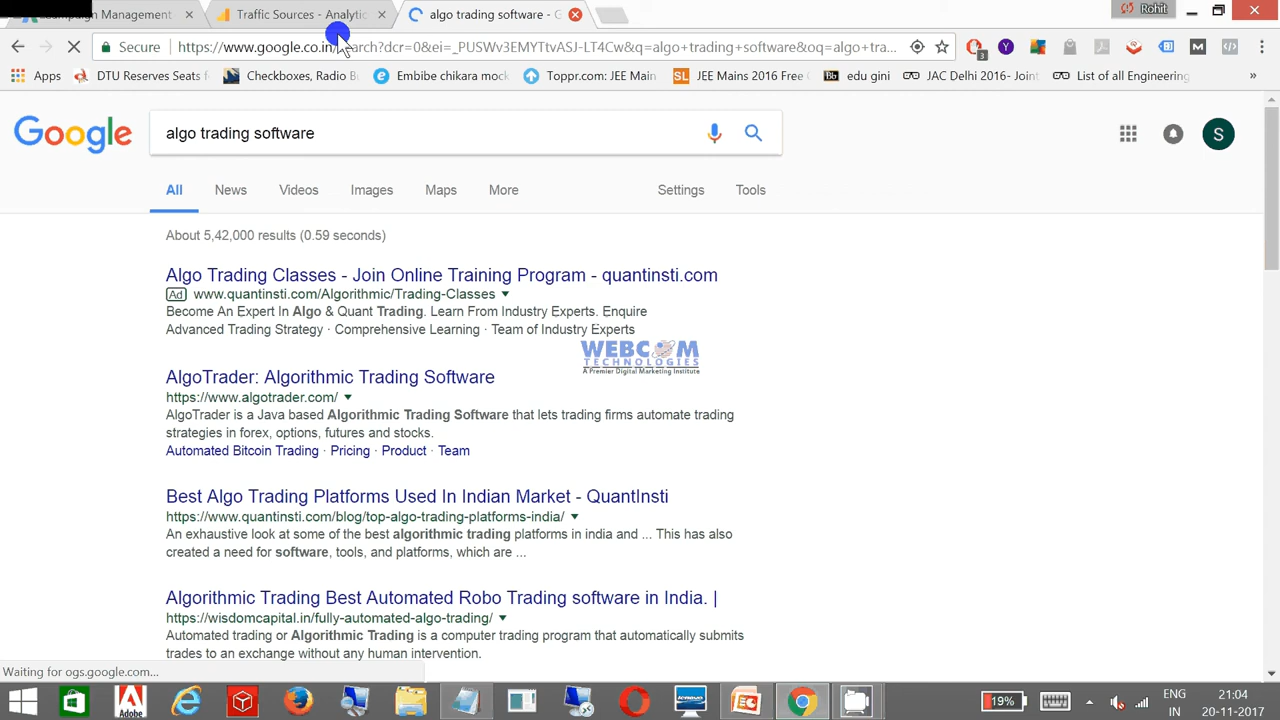 Campaign Management
Traffic Sources - Analytic
algo trading software - G
Rohit
Secure
https://www.google.co.in/search?dcr=0&ei=_PUSWv3EMYTtvASJ-LT4Cw&q=algo+trading+software&oq=algo+tra...
3
Apps
DTU Reserves Seats f
Checkboxes, Radio B
Embibe chikara mock
Toppr.com: JEE Main
SL
JEE Mains 2016 Free
Bb
edu gini
JAC Delhi 2016- Joint
List of all Engineering
»
Google
algo trading software
S
All
News
Videos
Images
Maps
More
Settings
Tools
About 5,42,000 results (0.59 seconds)
Algo Trading Classes - Join Online Training Program - quantinsti.com
Ad www.quantinsti.com/Algorithmic/Trading-Classes
Become An Expert In Algo & Quant Trading. Learn From Industry Experts. Enquire
Advanced Trading Strategy · Comprehensive Learning · Team of Industry Experts
WEBCOM
TECHNOLOGIES
A Premier Digital Marketing Institute
AlgoTrader: Algorithmic Trading Software
https://www.algotrader.com/
AlgoTrader is a Java based Algorithmic Trading Software that lets trading firms automate trading
strategies in forex, options, futures and stocks.
Automated Bitcoin Trading · Pricing · Product · Team
Best Algo Trading Platforms Used In Indian Market - QuantInsti
https://www.quantinsti.com/blog/top-algo-trading-platforms-india/
An exhaustive look at some of the best algorithmic trading platforms in india and ... This has also
created a need for software, tools, and platforms, which are ...
Algorithmic Trading Best Automated Robo Trading software in India. |
https://wisdomcapital.in/fully-automated-algo-trading/
Automated trading or Algorithmic Trading is a computer trading program that automatically submits
trades to an exchange without any human intervention.
Waiting for ogs.google.com...
Adobe
lenovo
19%
ENG
IN
21:04
20-11-2017